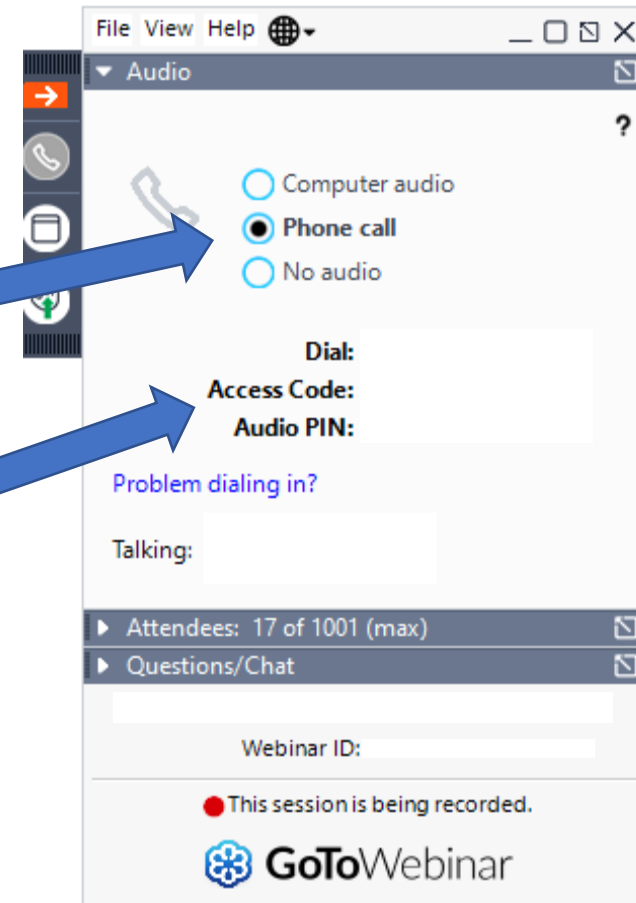 File View Help
Audio
?
Computer audio
Phone call
No audio
Dial:
Access Code:
Audio PIN:
Problem dialing in?
Talking:
Attendees: 17 of 1001 (max)
Questions/Chat
Webinar ID:
This session is being recorded.
GoToWebinar